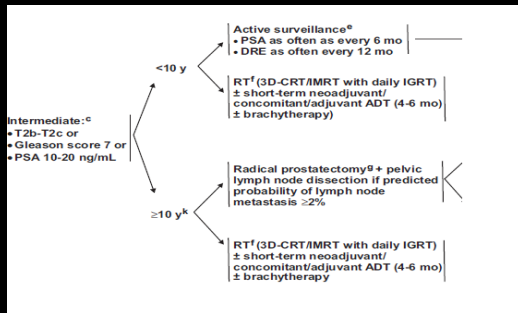 Active surveillanceᵉ
• PSA as often as every 6 mo
• DRE as often every 12 mo
<10 y
RTᶠ (3D-CRT/IMRT with daily IGRT)
± short-term neoadjuvant/
concomitant/adjuvant ADT (4-6 mo)
± brachytherapy)
Intermediate:ᶜ
• T2b-T2c or
• Gleason score 7 or
• PSA 10-20 ng/mL
Radical prostatectomyᵍ + pelvic
lymph node dissection if predicted
probability of lymph node
metastasis ≥2%
≥10 yᵏ
RTᶠ (3D-CRT/IMRT with daily IGRT)
± short-term neoadjuvant/
concomitant/adjuvant ADT (4-6 mo)
± brachytherapy